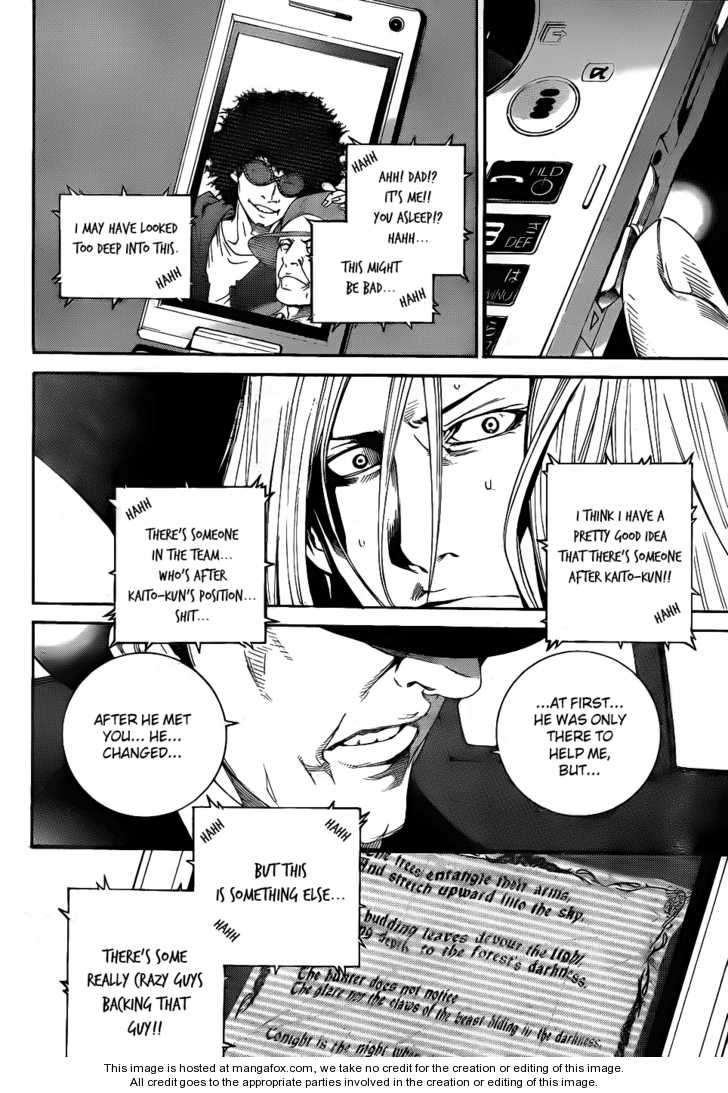 HLD
DEF
は
MNO
HAHH
AHH! DAD!?
IT'S ME!!
YOU ASLEEP!?
HAHH...
THIS MIGHT
BE BAD...
HAHH
I MAY HAVE LOOKED
TOO DEEP INTO THIS.
HAHH
I THINK I HAVE A
PRETTY GOOD IDEA
THAT THERE'S SOMEONE
AFTER KAITO-KUN!!
HAHH
HAHH
THERE'S SOMEONE
IN THE TEAM...
WHO'S AFTER
KAITO-KUN'S POSITION...
SHIT...
HAHH
...AT FIRST...
HE WAS ONLY
THERE TO
HELP ME,
BUT...
AFTER HE MET
YOU... HE...
CHANGED...
HAHH
HAHH
BUT THIS
IS SOMETHING ELSE...
HAHH
THERE'S SOME
REALLY CRAZY GUYS
BACKING THAT
GUY!!
The trees entangle their arms,
And stretch upward into the sky.
budding leaves devour the light
to the forest's darkness.
The hunter does not notice
The glare nor the claws of the beast hiding in the darkness.
Tonight is the night when
This image is hosted at mangafox.com, we take no credit for the creation or editing of this image.
All credit goes to the appropriate parties involved in the creation or editing of this image.